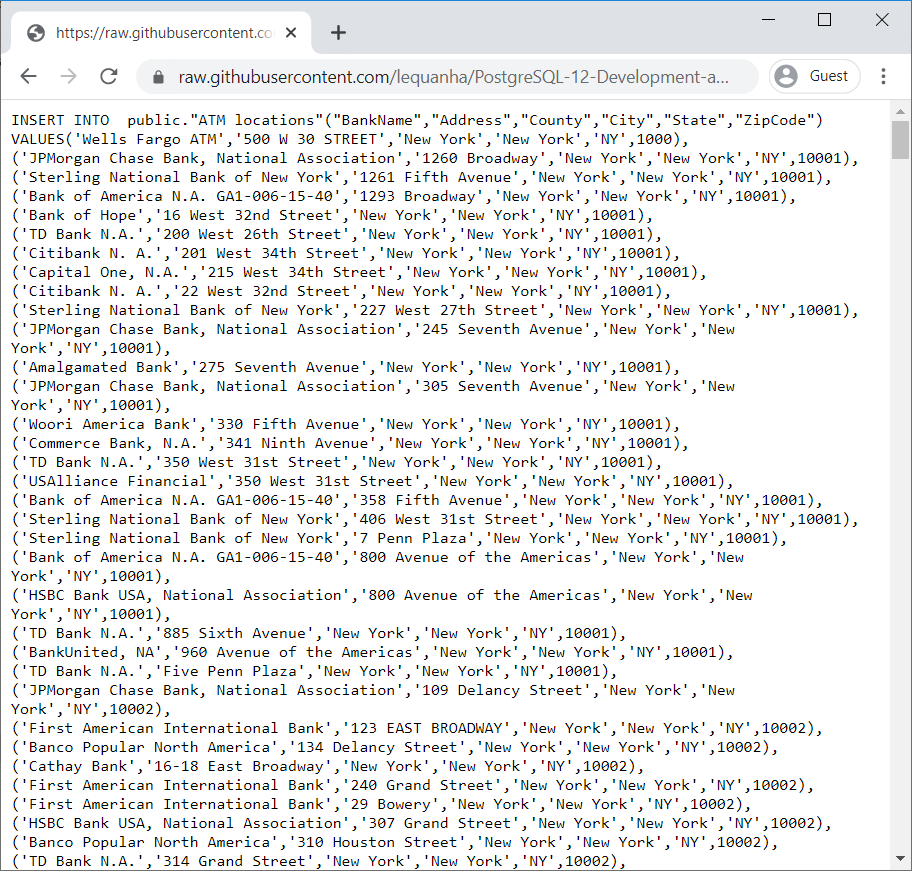 https://raw.githubusercontent.co
raw.githubusercontent.com/lequanha/PostgreSQL-12-Development-a...
Guest
INSERT INTO  public."ATM locations"("BankName","Address","County","City","State","ZipCode")
VALUES('Wells Fargo ATM','500 W 30 STREET','New York','New York','NY',1000),
('JPMorgan Chase Bank, National Association','1260 Broadway','New York','New York','NY',10001),
('Sterling National Bank of New York','1261 Fifth Avenue','New York','New York','NY',10001),
('Bank of America N.A. GA1-006-15-40','1293 Broadway','New York','New York','NY',10001),
('Bank of Hope','16 West 32nd Street','New York','New York','NY',10001),
('TD Bank N.A.','200 West 26th Street','New York','New York','NY',10001),
('Citibank N. A.','201 West 34th Street','New York','New York','NY',10001),
('Capital One, N.A.','215 West 34th Street','New York','New York','NY',10001),
('Citibank N. A.','22 West 32nd Street','New York','New York','NY',10001),
('Sterling National Bank of New York','227 West 27th Street','New York','New York','NY',10001),
('JPMorgan Chase Bank, National Association','245 Seventh Avenue','New York','New
York','NY',10001),
('Amalgamated Bank','275 Seventh Avenue','New York','New York','NY',10001),
('JPMorgan Chase Bank, National Association','305 Seventh Avenue','New York','New
York','NY',10001),
('Woori America Bank','330 Fifth Avenue','New York','New York','NY',10001),
('Commerce Bank, N.A.','341 Ninth Avenue','New York','New York','NY',10001),
('TD Bank N.A.','350 West 31st Street','New York','New York','NY',10001),
('USAlliance Financial','350 West 31st Street','New York','New York','NY',10001),
('Bank of America N.A. GA1-006-15-40','358 Fifth Avenue','New York','New York','NY',10001),
('Sterling National Bank of New York','406 West 31st Street','New York','New York','NY',10001),
('Sterling National Bank of New York','7 Penn Plaza','New York','New York','NY',10001),
('Bank of America N.A. GA1-006-15-40','800 Avenue of the Americas','New York','New
York','NY',10001),
('HSBC Bank USA, National Association','800 Avenue of the Americas','New York','New
York','NY',10001),
('TD Bank N.A.','885 Sixth Avenue','New York','New York','NY',10001),
('BankUnited, NA','960 Avenue of the Americas','New York','New York','NY',10001),
('TD Bank N.A.','Five Penn Plaza','New York','New York','NY',10001),
('JPMorgan Chase Bank, National Association','109 Delancy Street','New York','New
York','NY',10002),
('First American International Bank','123 EAST BROADWAY','New York','New York','NY',10002),
('Banco Popular North America','134 Delancy Street','New York','New York','NY',10002),
('Cathay Bank','16-18 East Broadway','New York','New York','NY',10002),
('First American International Bank','240 Grand Street','New York','New York','NY',10002),
('First American International Bank','29 Bowery','New York','New York','NY',10002),
('HSBC Bank USA, National Association','307 Grand Street','New York','New York','NY',10002),
('Banco Popular North America','310 Houston Street','New York','New York','NY',10002),
('TD Bank N.A.','314 Grand Street','New York','New York','NY',10002),